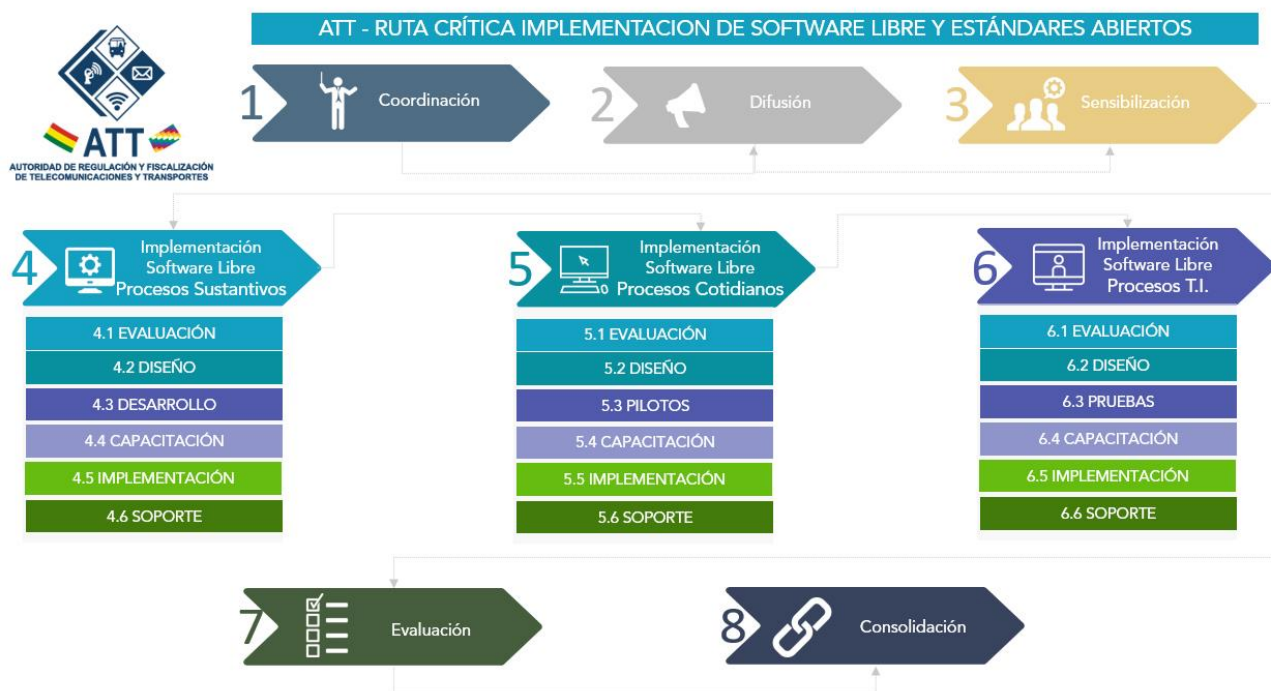 ATT - RUTA CRÍTICA IMPLEMENTACION DE SOFTWARE LIBRE Y ESTÁNDARES ABIERTOS
ATT
AUTORIDAD DE REGULACIÓN Y FISCALIZACIÓN
DE TELECOMUNICACIONES Y TRANSPORTES
1
Coordinación
2
Difusión
3
Sensibilización
4
Implementación
Software Libre
Procesos Sustantivos
4.1 EVALUACIÓN
4.2 DISEÑO
4.3 DESARROLLO
4.4 CAPACITACIÓN
4.5 IMPLEMENTACIÓN
4.6 SOPORTE
5
Implementación
Software Libre
Procesos Cotidianos
5.1 EVALUACIÓN
5.2 DISEÑO
5.3 PILOTOS
5.4 CAPACITACIÓN
5.5 IMPLEMENTACIÓN
5.6 SOPORTE
6
Implementación
Software Libre
Procesos T.I.
6.1 EVALUACIÓN
6.2 DISEÑO
6.3 PRUEBAS
6.4 CAPACITACIÓN
6.5 IMPLEMENTACIÓN
6.6 SOPORTE
7
Evaluación
8
Consolidación